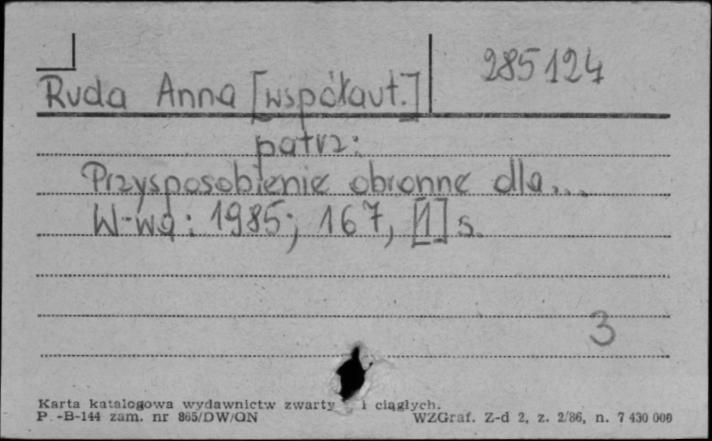 285124
Ruda Anna [współaut.]
patrz:
Przysposobienie obronne dla...
W-wa: 1985; 167, [1] s.
3
Karta katalogowa wydawnictw zwarty i ciągłych.
P -B-144 zam. nr 865/DW/ON WZGraf. Z-d 2, z. 2/86, n. 7 430 000